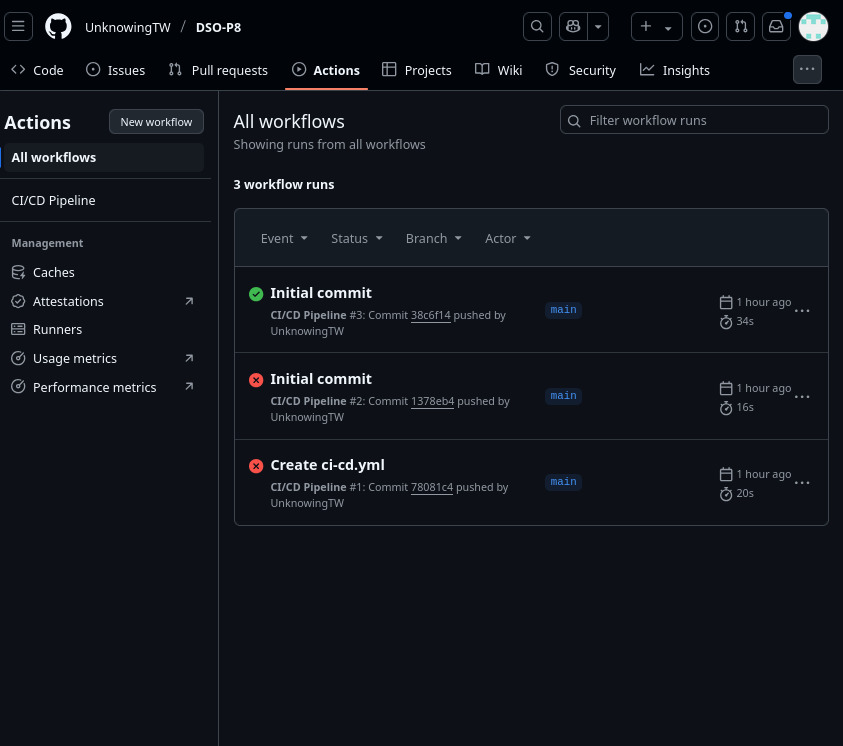 UnknowingTW / DSO-P8
Code Issues Pull requests Actions Projects Wiki Security Insights
Actions
New workflow
All workflows
CI/CD Pipeline
Management
Caches
Attestations
Runners
Usage metrics
Performance metrics
All workflows
Showing runs from all workflows
Filter workflow runs
3 workflow runs
Event Status Branch Actor
Initial commit
CI/CD Pipeline #3: Commit 38c6f14 pushed by
UnknowingTW
main
1 hour ago
34s
Initial commit
CI/CD Pipeline #2: Commit 1378eb4 pushed by
UnknowingTW
main
1 hour ago
16s
Create ci-cd.yml
CI/CD Pipeline #1: Commit 78081c4 pushed by
UnknowingTW
main
1 hour ago
20s